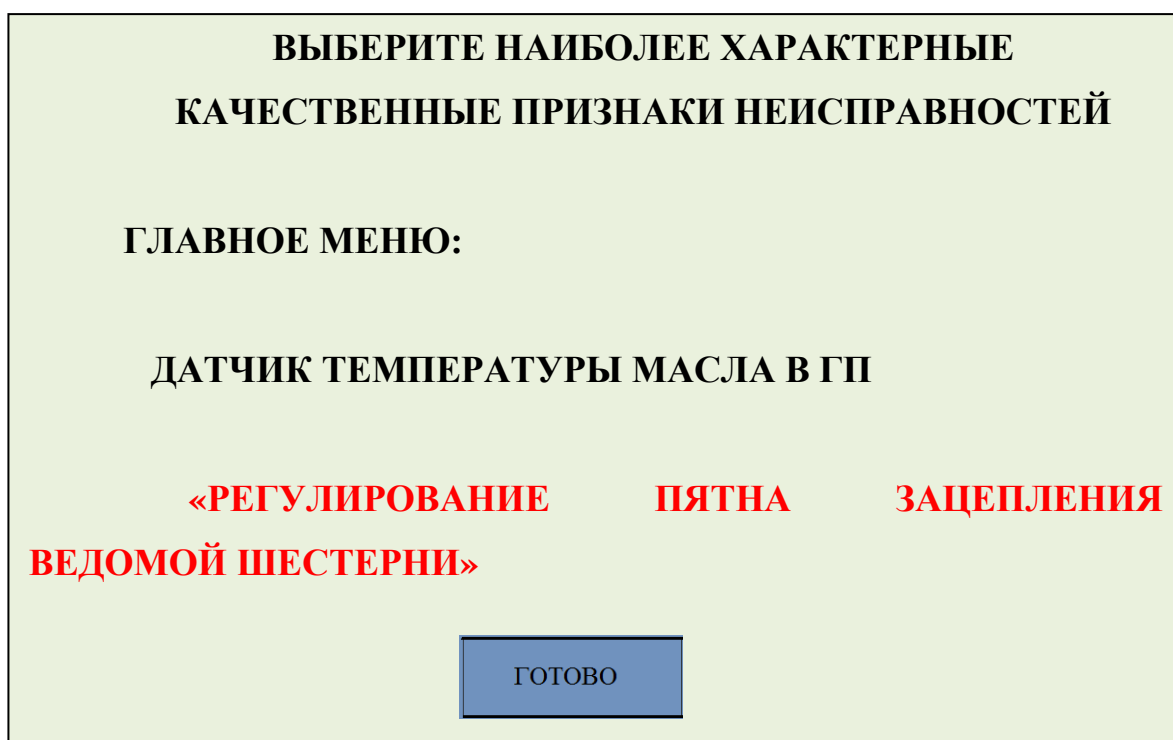 ВЫБЕРИТЕ НАИБОЛЕЕ ХАРАКТЕРНЫЕ
КАЧЕСТВЕННЫЕ ПРИЗНАКИ НЕИСПРАВНОСТЕЙ
ГЛАВНОЕ МЕНЮ:
ДАТЧИК ТЕМПЕРАТУРЫ МАСЛА В ГП
«РЕГУЛИРОВАНИЕ ПЯТНА ЗАЦЕПЛЕНИЯ
ВЕДОМОЙ ШЕСТЕРНИ»
ГОТОВО